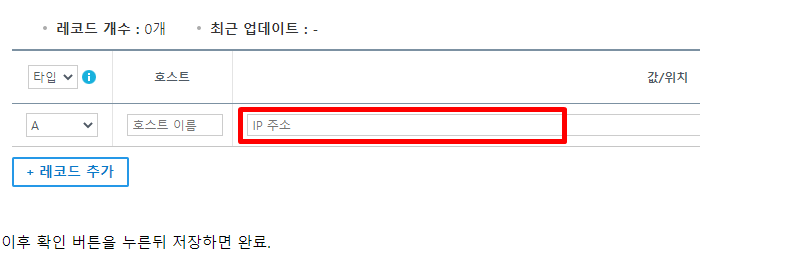 레코드 개수 : 0개 최근 업데이트 : -
타입 호스트 값/위치
A 호스트 이름 IP 주소
+ 레코드 추가
이후 확인 버튼을 누른뒤 저장하면 완료.